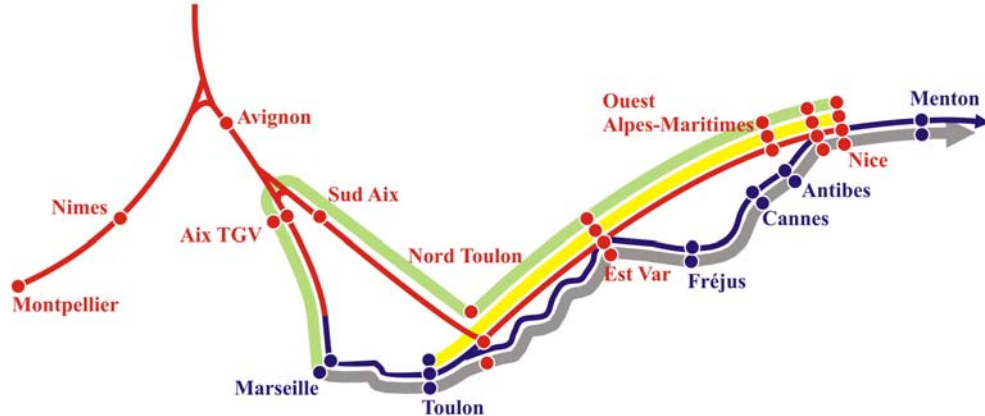 Avignon
Ouest
Alpes-Maritimes
Menton
Nice
Sud Aix
Nimes
Aix TGV
Antibes
Cannes
Nord Toulon
Est Var
Fréjus
Montpellier
Marseille
Toulon